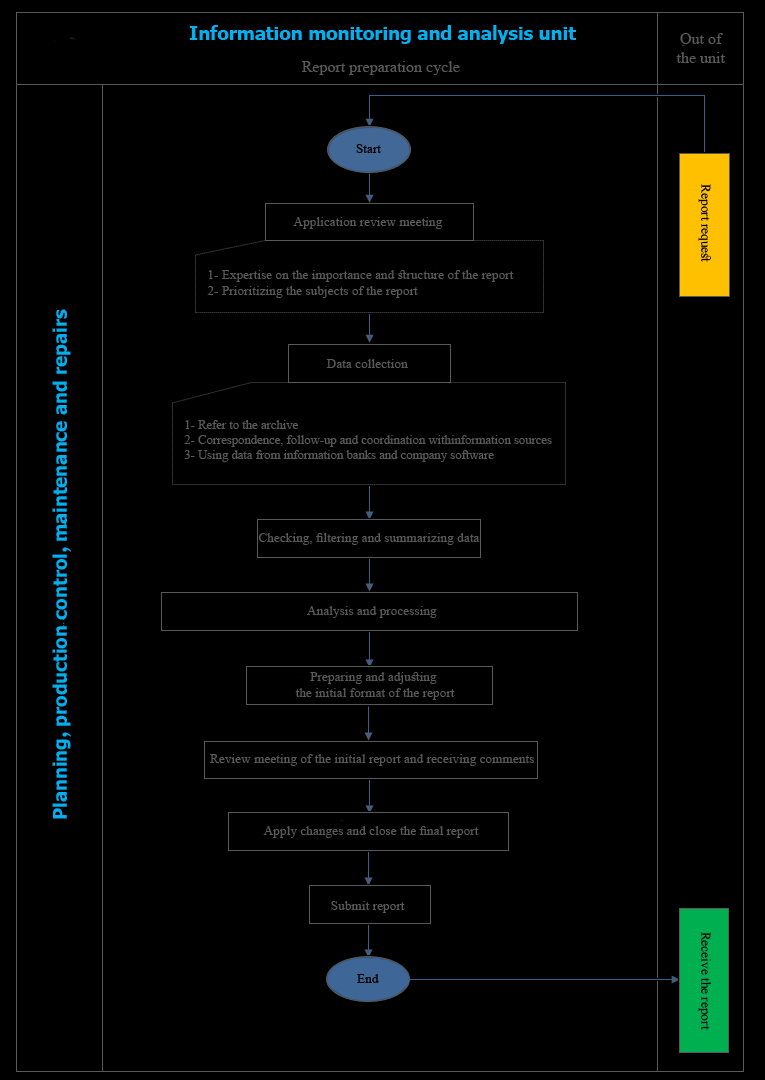 Information monitoring and analysis unit
Report preparation cycle
Out of
the unit
Planning, production control, maintenance and repairs
Start
Report request
Application review meeting
1- Expertise on the importance and structure of the report
2- Prioritizing the subjects of the report
Data collection
1- Refer to the archive
2- Correspondence, follow-up and coordination withinformation sources
3- Using data from information banks and company software
Checking, filtering and summarizing data
Analysis and processing
Preparing and adjusting
the initial format of the report
Review meeting of the initial report and receiving comments
Apply changes and close the final report
Submit report
End
Receive the report